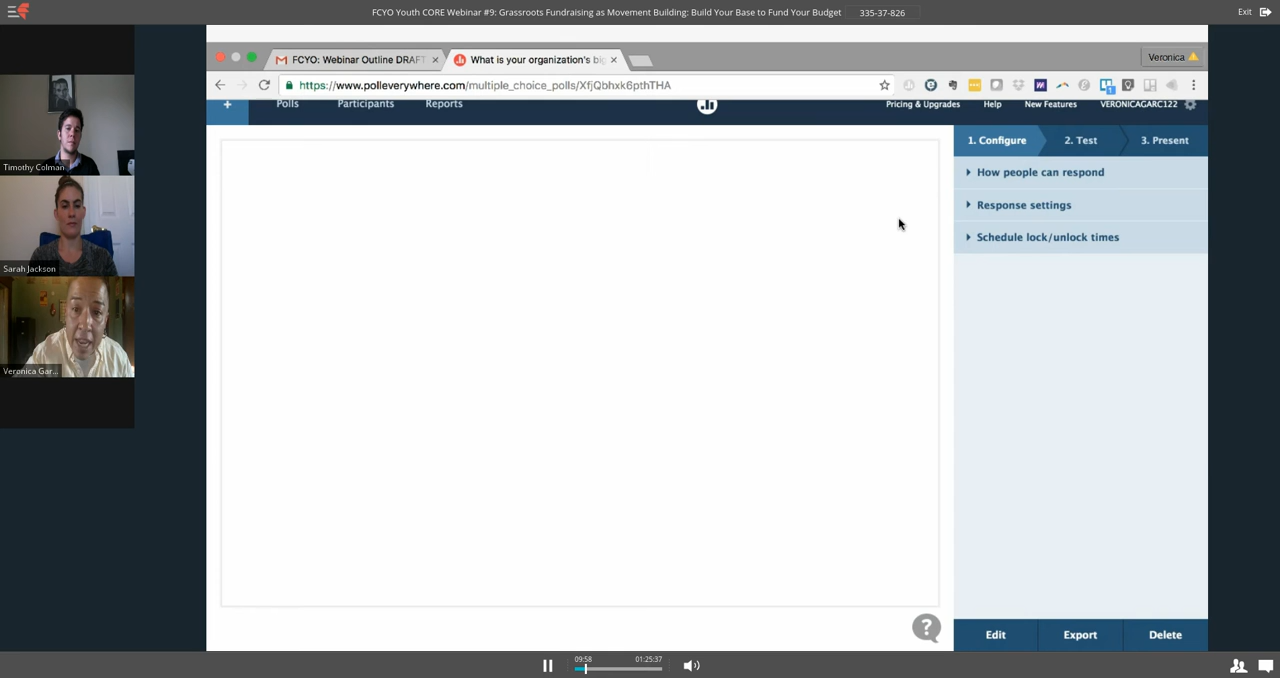 FCYO Youth CORE Webinar #9: Grassroots Fundraising as Movement Building: Build Your Base to Fund Your Budget 335-37-826
Exit
FCYO: Webinar Outline DRAFT
What is your organization's big
Veronica
https://www.polleverywhere.com/multiple_choice_polls/XfjQbhxk6pthTHA
+ Polls Participants Reports
Pricing & Upgrades Help New Features VERONICAGARC122
1. Configure 2. Test 3. Present
How people can respond
Response settings
Schedule lock/unlock times
Timothy Colman
Sarah Jackson
Veronica Gar...
?
Edit Export Delete
09:58 01:25:37